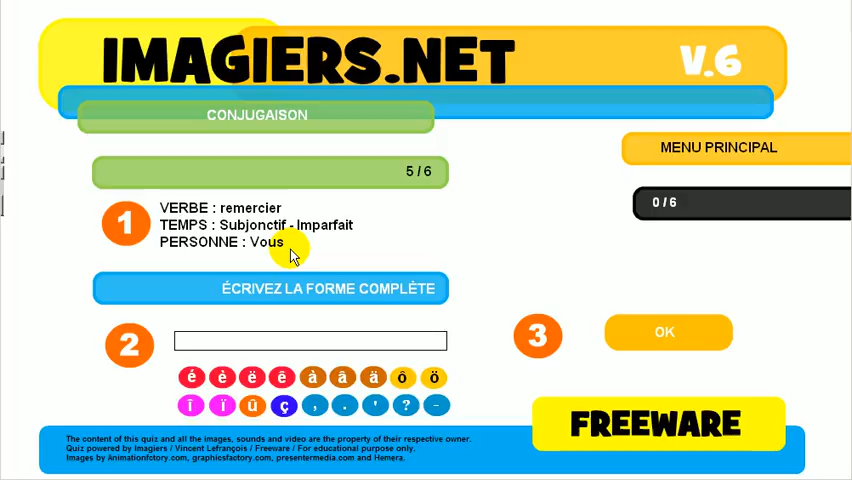 IMAGIERS.NET
V.6
CONJUGAISON
MENU PRINCIPAL
5 / 6
0 / 6
1
VERBE : remercier
TEMPS : Subjonctif - Imparfait
PERSONNE : Vous
ÉCRIVEZ LA FORME COMPLÈTE
2
3
OK
é è ë ê à â ä ô ö
î ï û ç , . ' ? -
FREEWARE
The content of this quiz and all the images, sounds and video are the property of their respective owner.
Quiz powered by Imagiers / Vincent Lefrançois / Freeware / For educational purpose only.
Images by Animationfctory.com, graphicsfactory.com, presentermedia.com and Hemera.